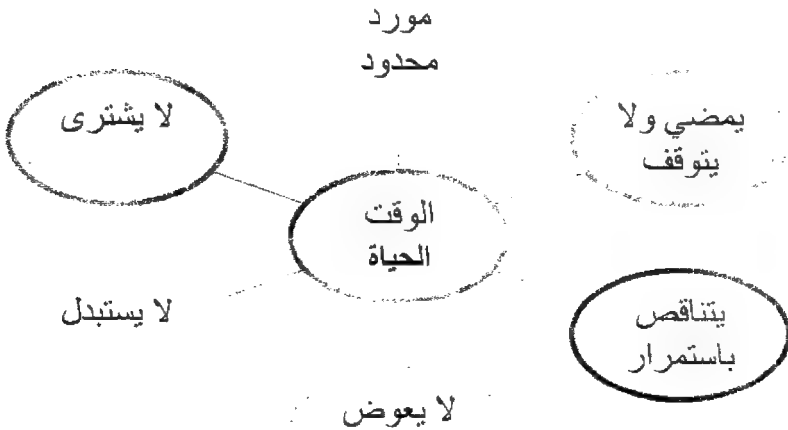 مورد
محدود
لا يشترى
يمضي ولا
يتوقف
الوقت
الحياة
يتناقص
باستمرار
لا يستبدل
لا يعوض